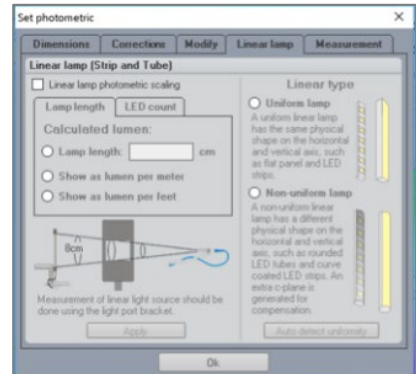 Set photometric
Dimensions Corrections Modify Linear lamp Measurement
Linear lamp (Strip and Tube)
Linear lamp photometric scaling
Lamp length LED count
Calculated lumen:
Lamp length: cm
Show as lumen per meter
Show as lumen per feet
8cm
Measurement of linear light source should be
done using the light port bracket.
Apply
Linear type
Uniform lamp
A uniform linear lamp
has the same physical
shape on the horizontal
and vertical axis, such
as flat panel and LED
strips.
Non-uniform lamp
A non-uniform linear
lamp has a different
physical shape on the
horizontal and vertical
axis, such as rounded
LED tubes and curve
coated LED strips. An
extra c-plane is
generated for
compensation.
Auto detect uniformity
Ok